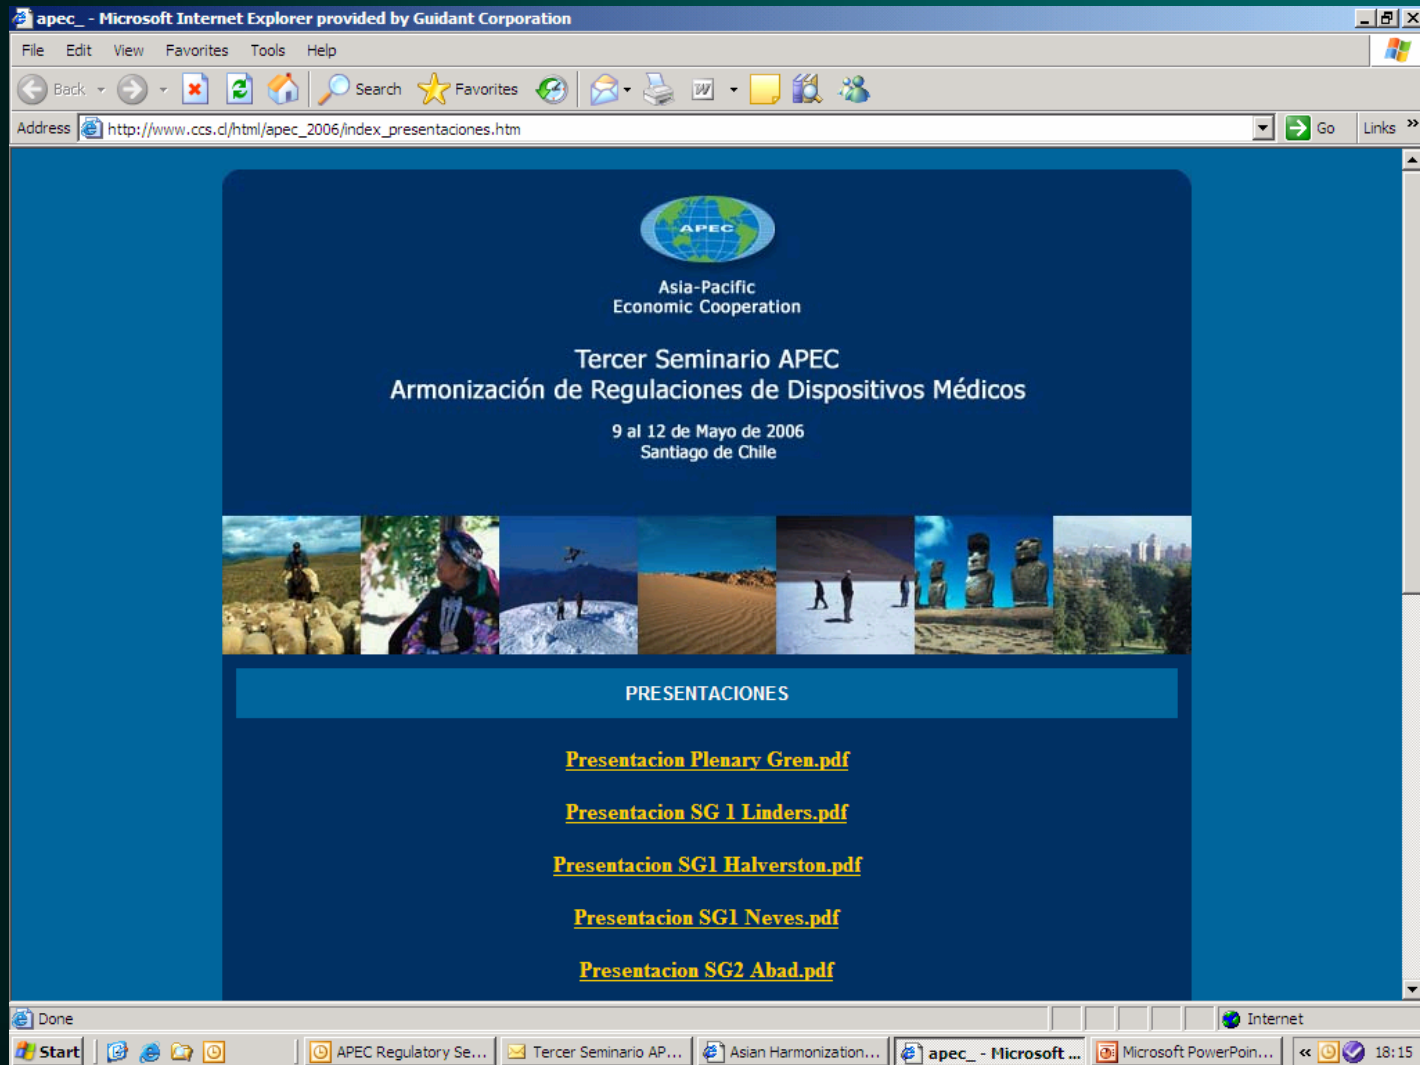 apec_ - Microsoft Internet Explorer provided by Guidant Corporation
File Edit View Favorites Tools Help
Back Search Favorites
Address http://www.ccs.cl/html/apec_2006/index_presentaciones.htm Go Links »
APEC
Asia-Pacific
Economic Cooperation
Tercer Seminario APEC
Armonización de Regulaciones de Dispositivos Médicos
9 al 12 de Mayo de 2006
Santiago de Chile
PRESENTACIONES
Presentacion Plenary Gren.pdf
Presentacion SG 1 Linders.pdf
Presentacion SG1 Halverston.pdf
Presentacion SG1 Neves.pdf
Presentacion SG2 Abad.pdf
Done Internet
Start APEC Regulatory Se... Tercer Seminario AP... Asian Harmonization... apec_ - Microsoft ... Microsoft PowerPoin... « 18:15